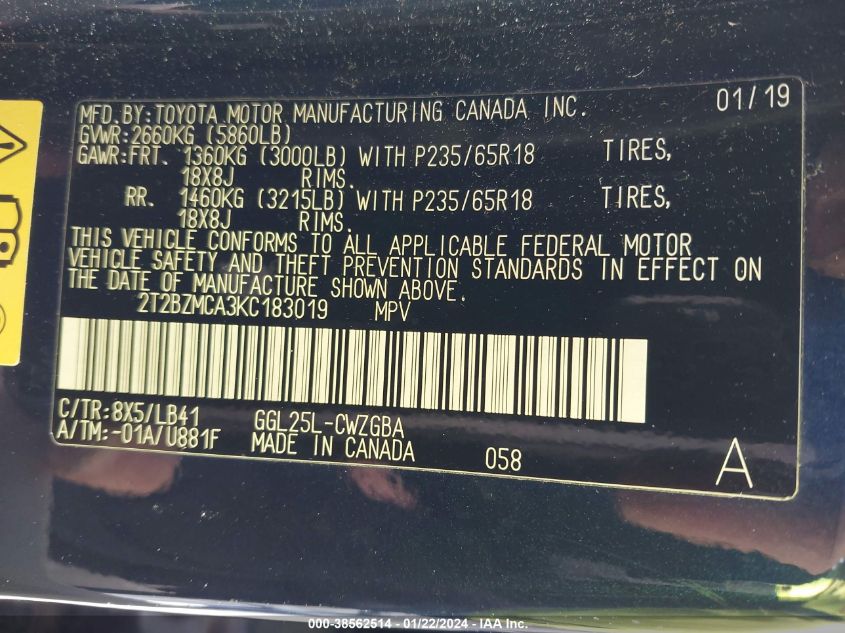 MFD.BY:TOYOTA MOTOR MANUFACTURING CANADA INC. 01/19
GVWR:2660KG (5860LB)
GAWR:FRT. 1360KG (3000LB) WITH P235/65R18 TIRES,
18X8J RIMS.
RR. 1460KG (3215LB) WITH P235/65R18 TIRES,
18X8J RIMS.
THIS VEHICLE CONFORMS TO ALL APPLICABLE FEDERAL MOTOR
VEHICLE SAFETY AND THEFT PREVENTION STANDARDS IN EFFECT ON
THE DATE OF MANUFACTURE SHOWN ABOVE.
2T2BZMCA3KC183019 MPV
C/TR:8X5/LB41 GGL25L-CWZGBA
A/TM:-01A/U881F MADE IN CANADA 058 A
000-38562514 - 01/22/2024 - IAA Inc.